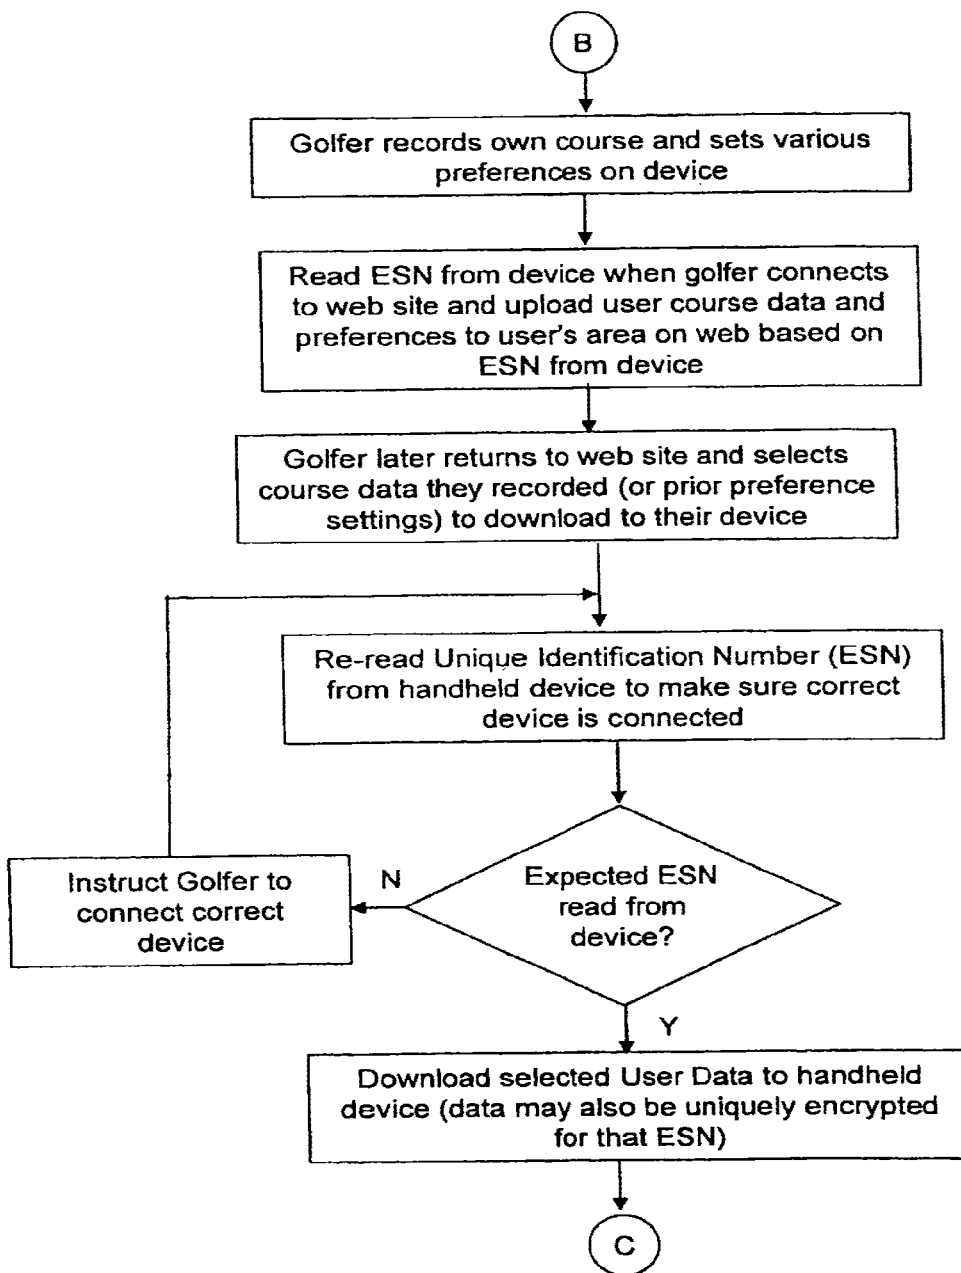 B
Golfer records own course and sets various
preferences on device
Read ESN from device when golfer connects
to web site and upload user course data and
preferences to user's area on web based on
ESN from device
Golfer later returns to web site and selects
course data they recorded (or prior preference
settings) to download to their device
Re-read Unique Identification Number (ESN)
from handheld device to make sure correct
device is connected
Expected ESN
read from
device?
N
Instruct Golfer to
connect correct
device
Y
Download selected User Data to handheld
device (data may also be uniquely encrypted
for that ESN)
C